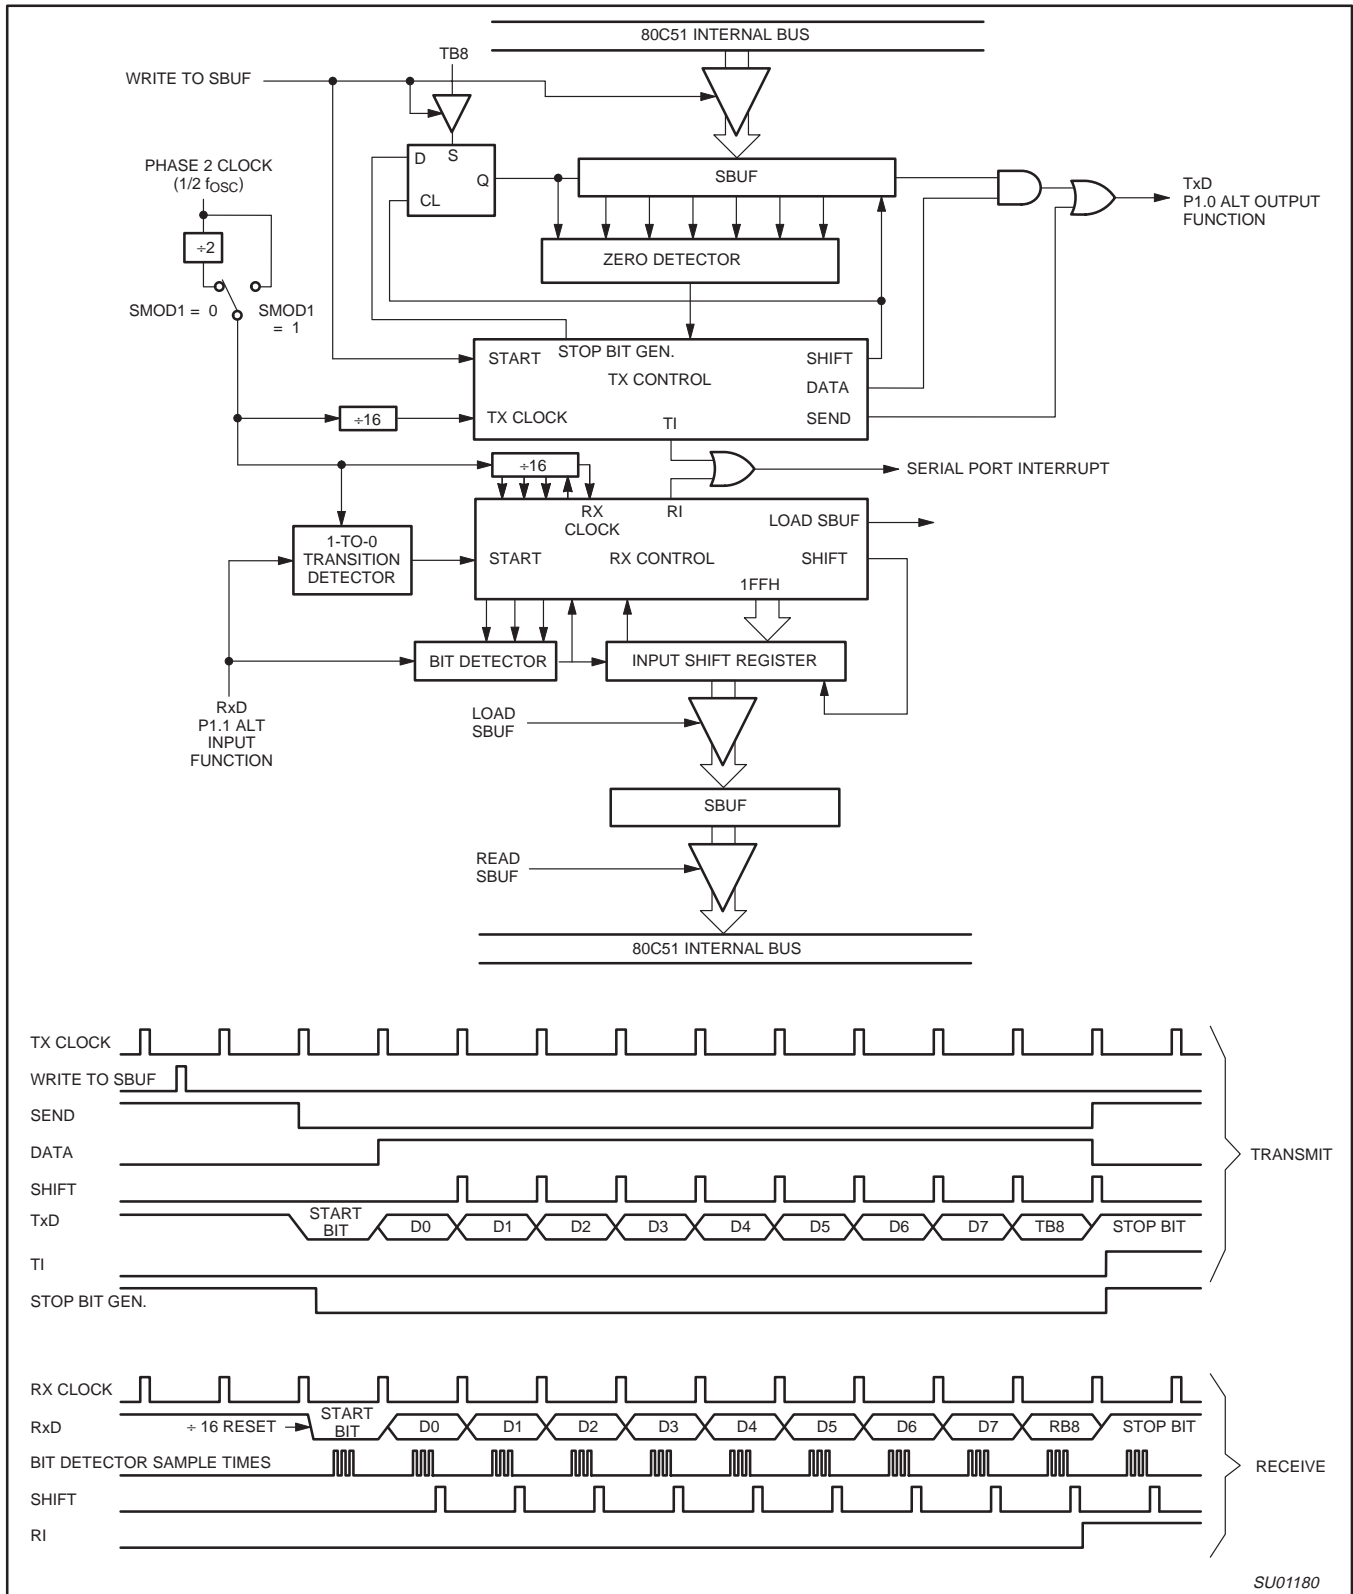 80C51 INTERNAL BUS
TB8
WRITE TO SBUF
D
S
Q
CL
SBUF
PHASE 2 CLOCK
(1/2 fOSC)
TxD
P1.0 ALT OUTPUT
FUNCTION
÷2
ZERO DETECTOR
SMOD1 = 0
SMOD1
= 1
START
STOP BIT GEN.
SHIFT
TX CONTROL
DATA
÷16
TX CLOCK
TI
SEND
÷16
SERIAL PORT INTERRUPT
RX
CLOCK
RI
LOAD SBUF
1-TO-0
TRANSITION
DETECTOR
START
RX CONTROL
SHIFT
1FFH
BIT DETECTOR
INPUT SHIFT REGISTER
RxD
P1.1 ALT
INPUT
FUNCTION
LOAD
SBUF
SBUF
READ
SBUF
80C51 INTERNAL BUS
TX CLOCK
WRITE TO SBUF
SEND
DATA
TRANSMIT
SHIFT
TxD
START
BIT
D0
D1
D2
D3
D4
D5
D6
D7
TB8
STOP BIT
TI
STOP BIT GEN.
RX CLOCK
RxD
÷ 16 RESET
START
BIT
D0
D1
D2
D3
D4
D5
D6
D7
RB8
STOP BIT
BIT DETECTOR SAMPLE TIMES
RECEIVE
SHIFT
RI
SU01180